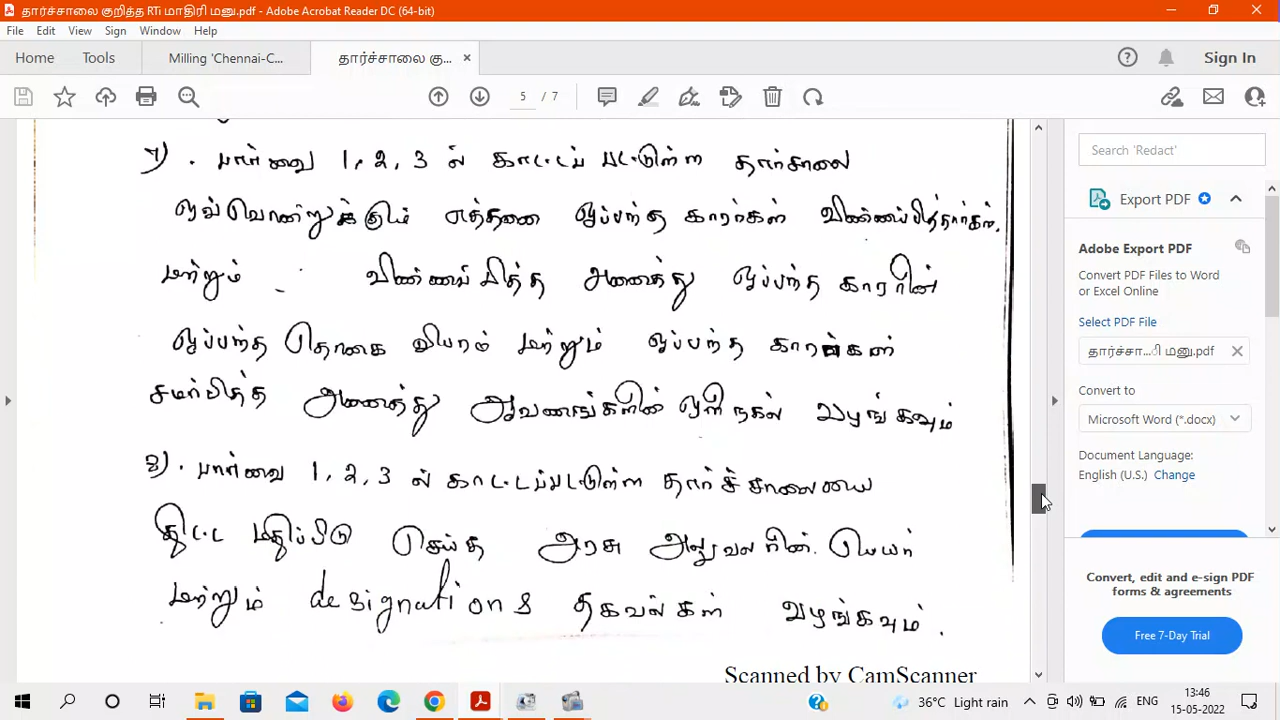 தார்ச்சாலை குறித்த RTi மாதிரி மனு.pdf - Adobe Acrobat Reader DC (64-bit)
File Edit View Sign Window Help
Home Tools Milling 'Chennai-C... தார்ச்சாலை கு... × Sign In
5 / 7
7) . பார்வை 1, 2, 3 ல் காட்டப் பட்டுள்ள தார்சாலை
ஒவ்வொன்றுக்கும் எத்தனை ஒப்பந்த காரர்கள் விண்ணப்பித்தார்கள்.
மற்றும் விண்ணப்பித்த அனைத்து ஒப்பந்த காரரின்
ஒப்பந்த தொகை வியரம் மற்றும் ஒப்பந்த காரர்கள்
சமர்பித்த அனைத்து ஆவணங்களின் ஒளி நகல் வழங்கவும்
8) . பார்வை 1, 2, 3 ல் காட்டப்பட்டுள்ள தார்ச் சாலையை
திட்ட மதிப்பீடு செய்த அரசு அலுவலரின். பெயர்
மற்றும் designation & தகவல்கள் வழங்கவும் .
Scanned by CamScanner
Search 'Redact'
Export PDF
Adobe Export PDF
Convert PDF Files to Word
or Excel Online
Select PDF File
தார்ச்சா...ி மனு.pdf
Convert to
Microsoft Word (*.docx)
Document Language:
English (U.S.) Change
Convert, edit and e-sign PDF
forms & agreements
Free 7-Day Trial
36°C Light rain ENG 13:46
15-05-2022